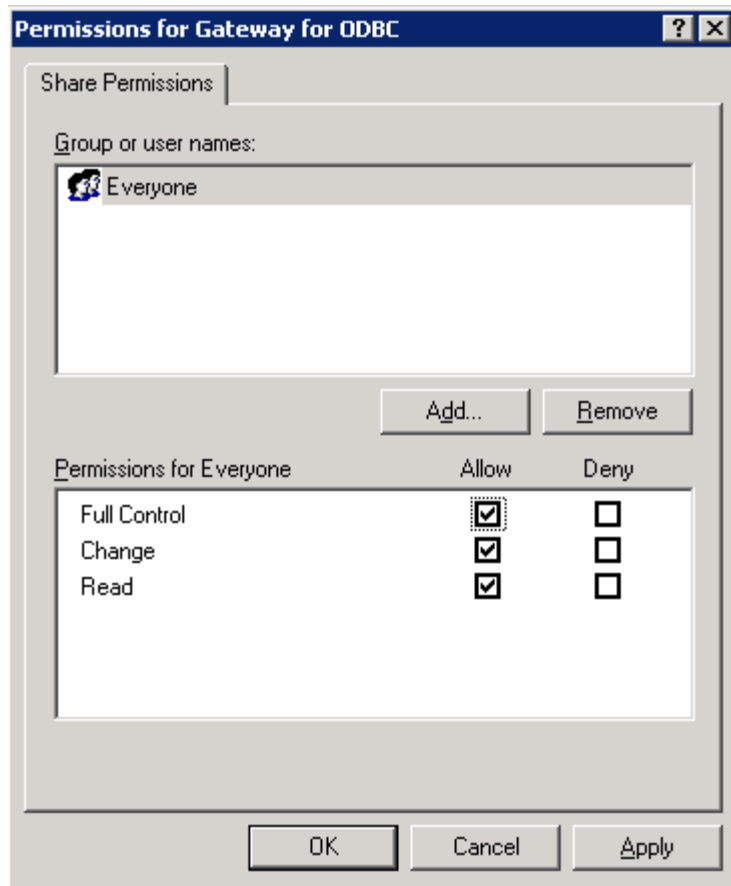 Permissions for Gateway for ODBC
Share Permissions
Group or user names:
Everyone
Add... Remove
Permissions for Everyone Allow Deny
Full Control
Change
Read
OK Cancel Apply